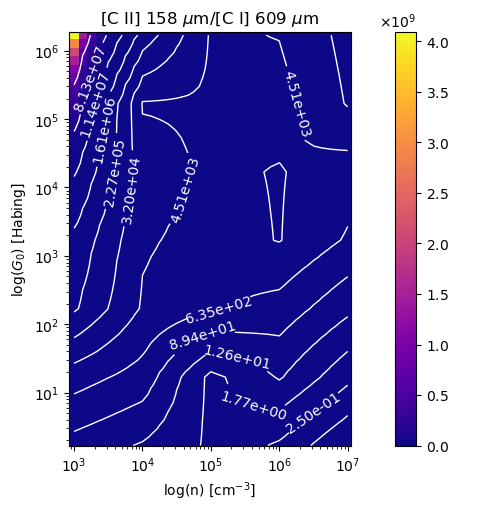 [C II] 158 μm/[C I] 609 μm
×10⁹
4.0
3.5
3.0
2.5
2.0
1.5
1.0
0.5
0.0
log(G₀) [Habing]
10⁶
10⁵
10⁴
10³
10²
10¹
8.13e+07
1.14e+07
1.61e+06
2.27e+05
3.20e+04
4.51e+03
4.51e+03
6.35e+02
8.94e+01
1.26e+01
1.77e+00
2.50e-01
10³ 10⁴ 10⁵ 10⁶ 10⁷
log(n) [cm⁻³]